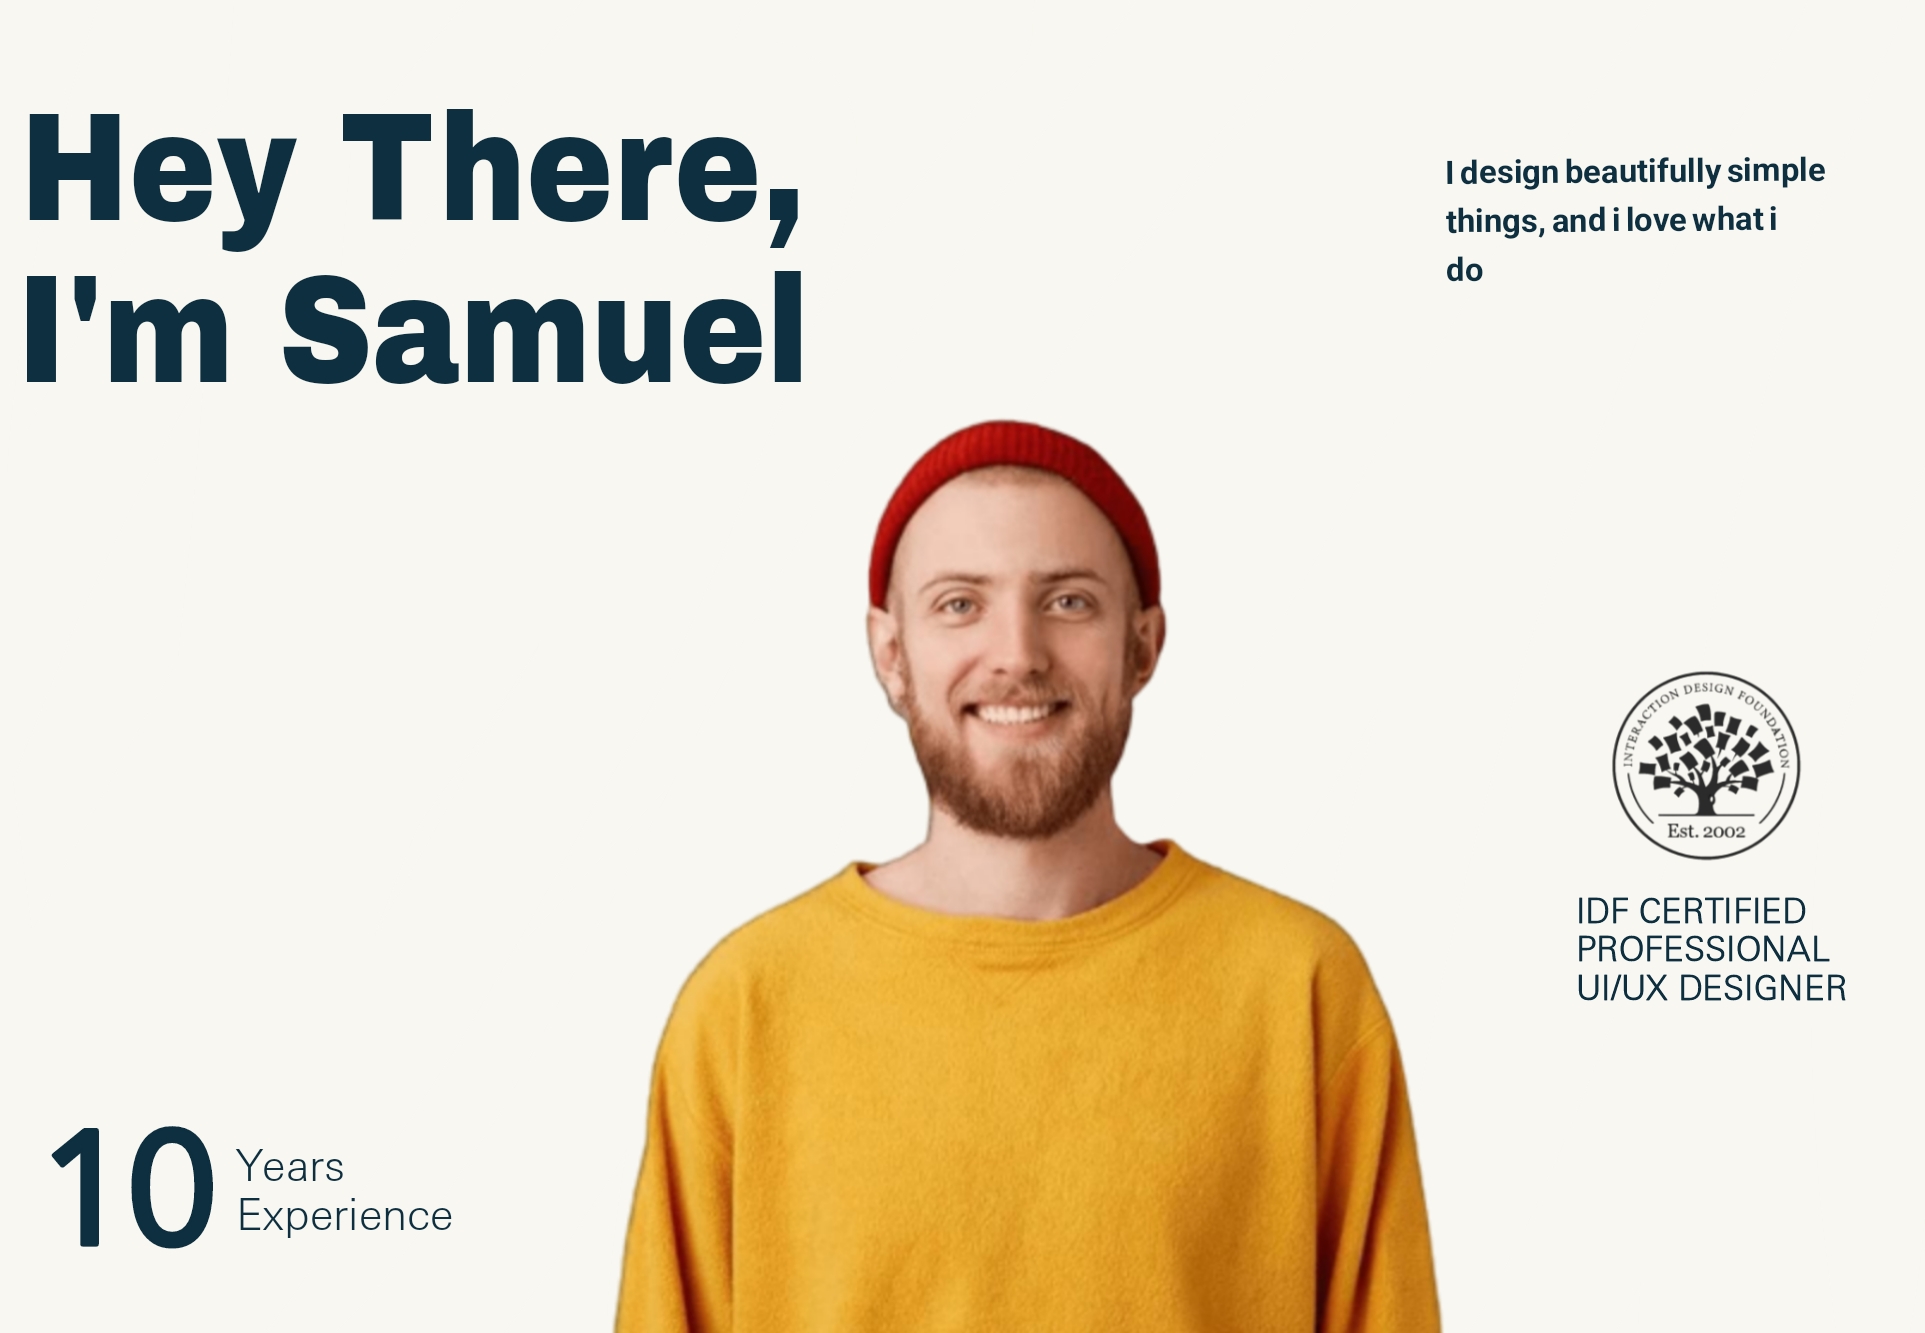 Hey There,
I'm Samuel
I design beautifully simple
things, and i love what i
do
INTERACTION DESIGN FOUNDATION
Est. 2002
IDF CERTIFIED
PROFESSIONAL
UI/UX DESIGNER
10
Years
Experience